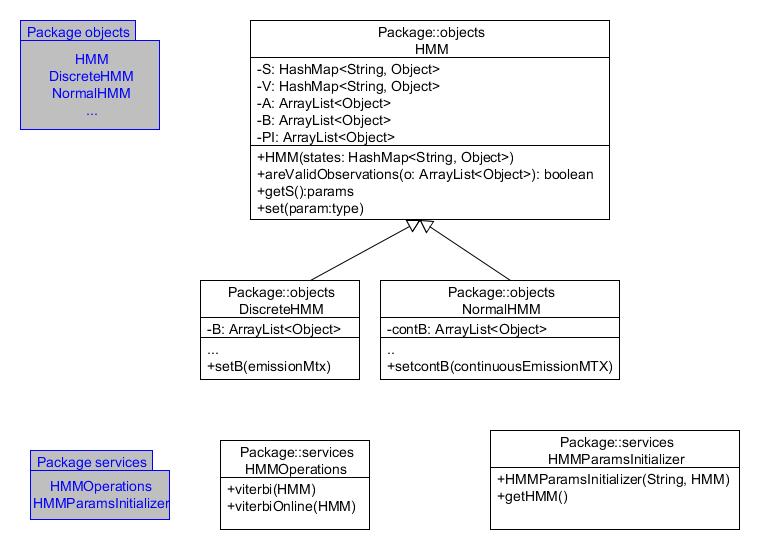 Package objects
HMM
DiscreteHMM
NormalHMM
...
Package::objects
HMM
-S: HashMap<String, Object>
-V: HashMap<String, Object>
-A: ArrayList<Object>
-B: ArrayList<Object>
-PI: ArrayList<Object>
+HMM(states: HashMap<String, Object>)
+areValidObservations(o: ArrayList<Object>): boolean
+getS():params
+set(param:type)
Package::objects
DiscreteHMM
-B: ArrayList<Object>
...
+setB(emissionMtx)
Package::objects
NormalHMM
-contB: ArrayList<Object>
..
+setcontB(continuousEmissionMTX)
Package services
HMMOperations
HMMParamsInitializer
Package::services
HMMOperations
+viterbi(HMM)
+viterbiOnline(HMM)
Package::services
HMMParamsInitializer
+HMMParamsInitializer(String, HMM)
+getHMM()